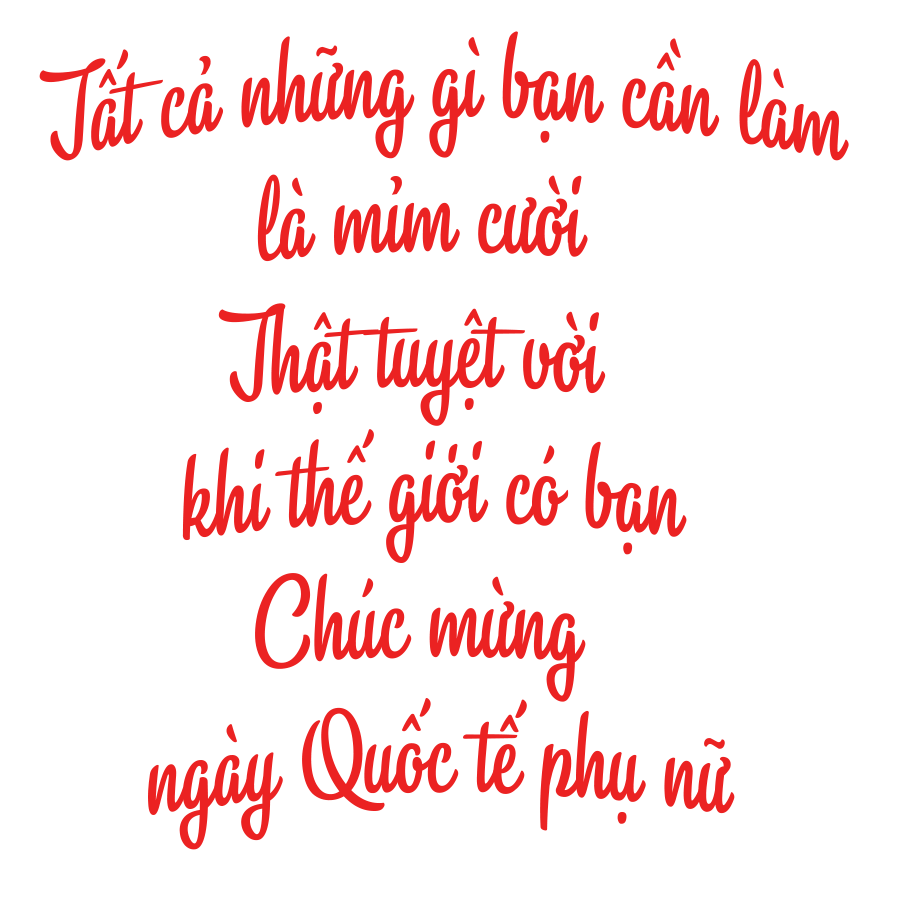 Tất cả những gì bạn cần làm
là mỉm cười
Thật tuyệt vời
khi thế giới có bạn
Chúc mừng
ngày Quốc tế phụ nữ